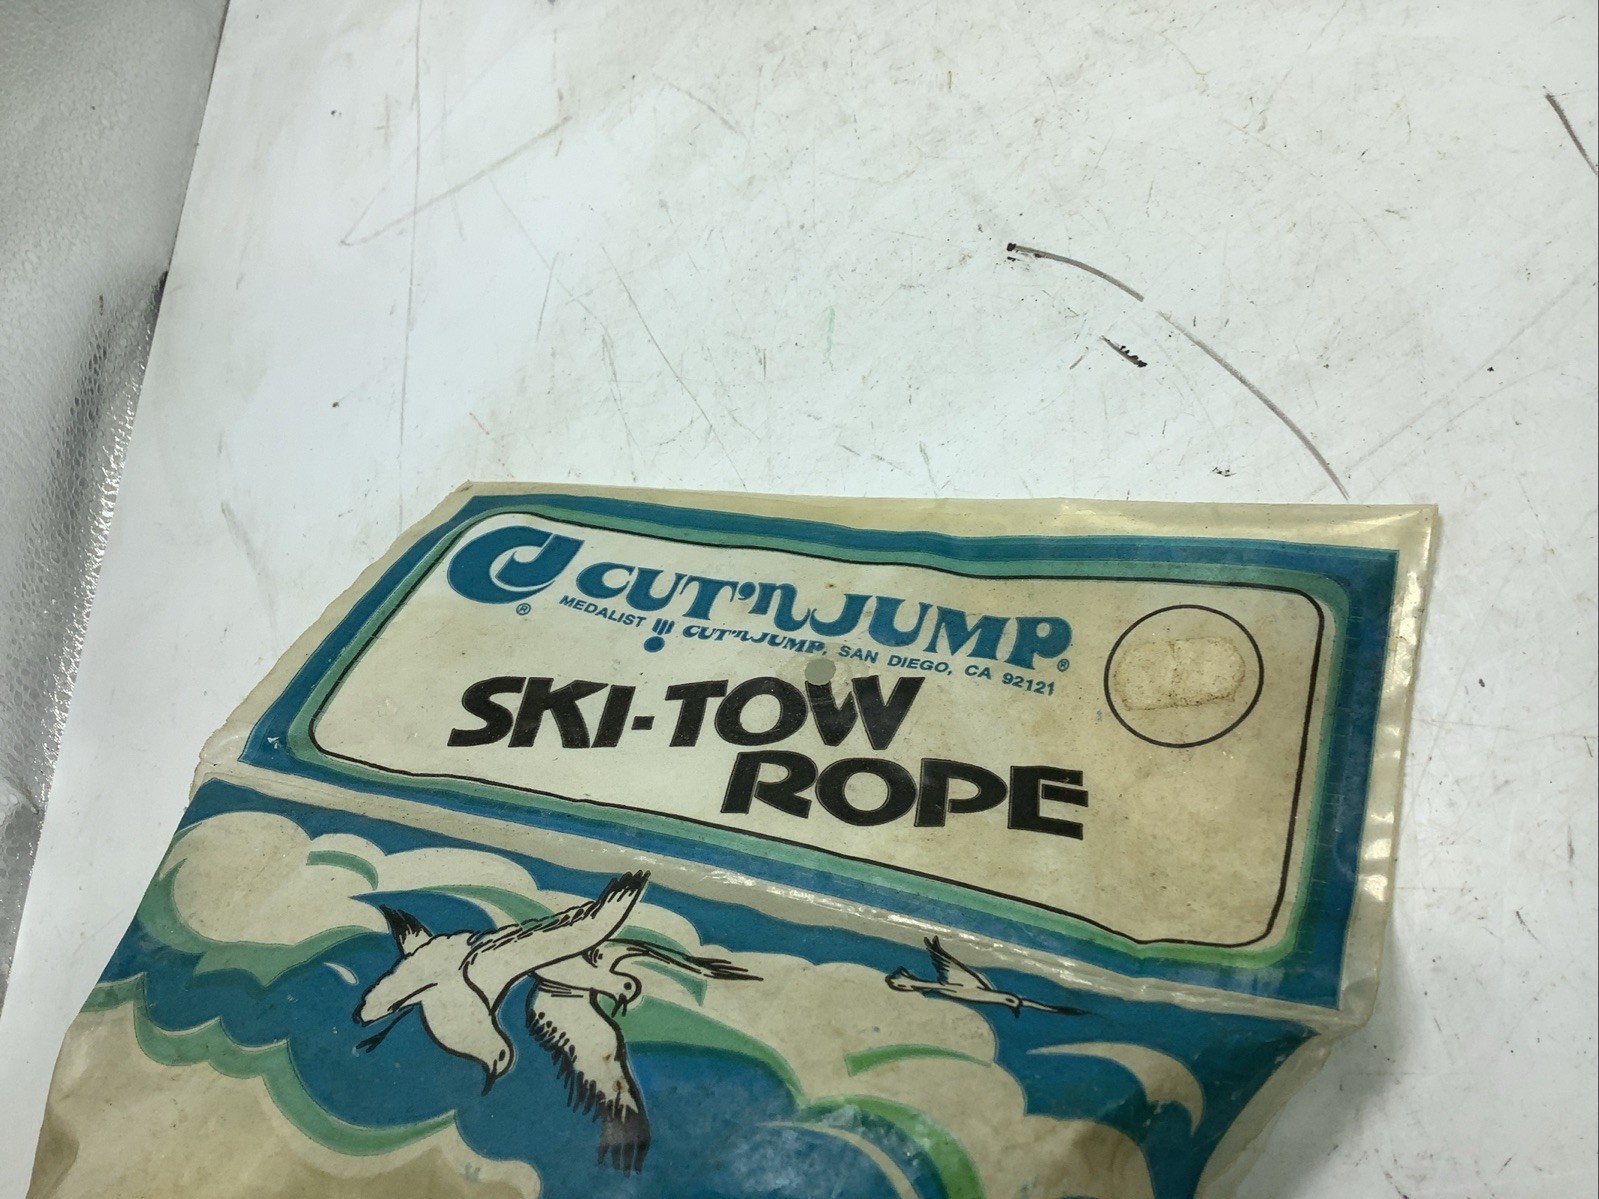 CUT'N JUMP®
®
MEDALIST CUT'N JUMP, SAN DIEGO, CA 92121
SKI-TOW
ROPE